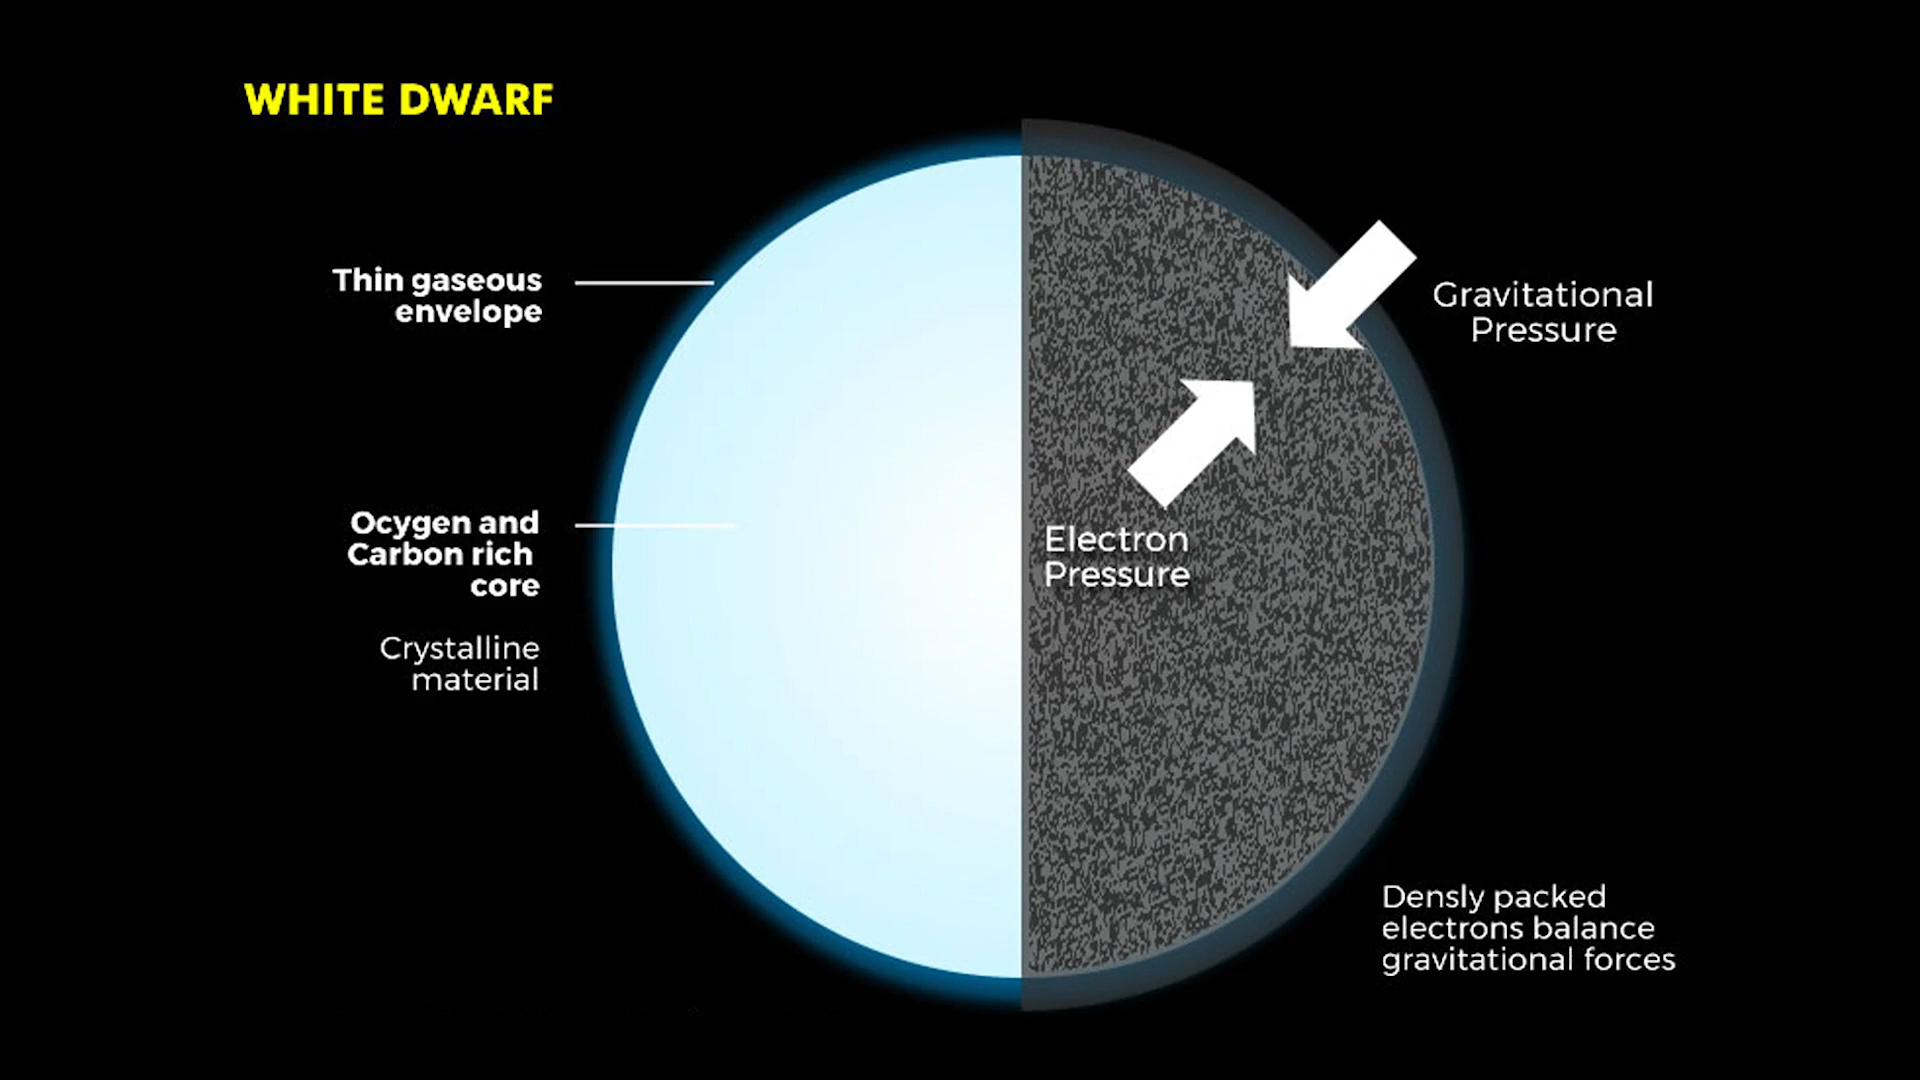 WHITE DWARF
Thin gaseous
envelope
Ocygen and
Carbon rich
core
Crystalline
material
Gravitational
Pressure
Electron
Pressure
Densly packed
electrons balance
gravitational forces